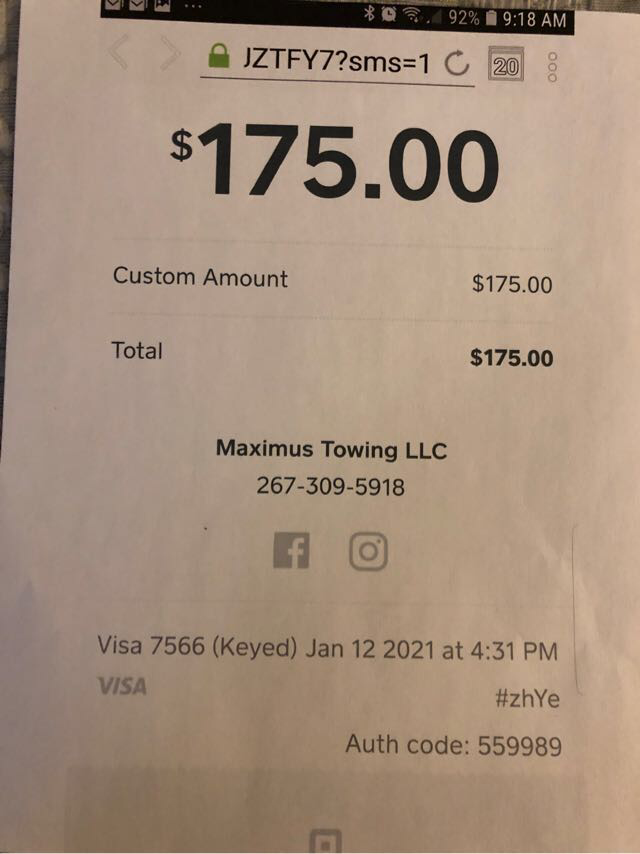 92% 9:18 AM
JZTFY7?sms=1
20
$175.00
Custom Amount $175.00
Total $175.00
Maximus Towing LLC
267-309-5918
Visa 7566 (Keyed) Jan 12 2021 at 4:31 PM
VISA
#zhYe
Auth code: 559989